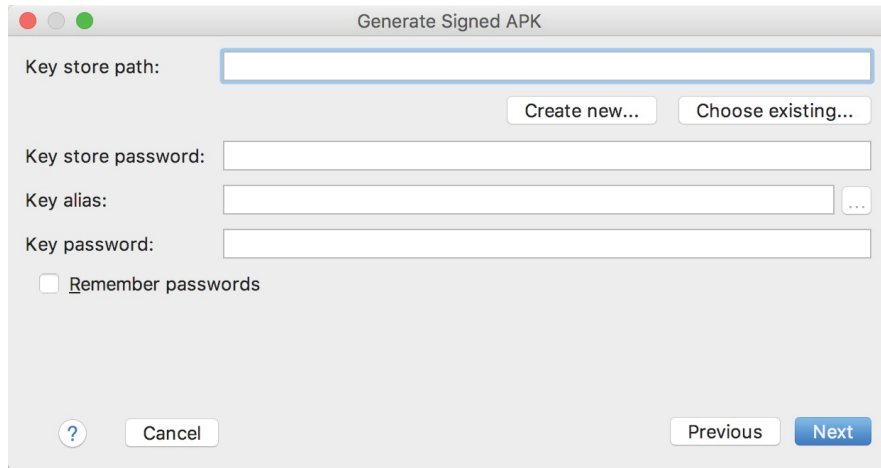 Generate Signed APK
Key store path:
Create new... Choose existing...
Key store password:
Key alias:
...
Key password:
Remember passwords
? Cancel Previous Next